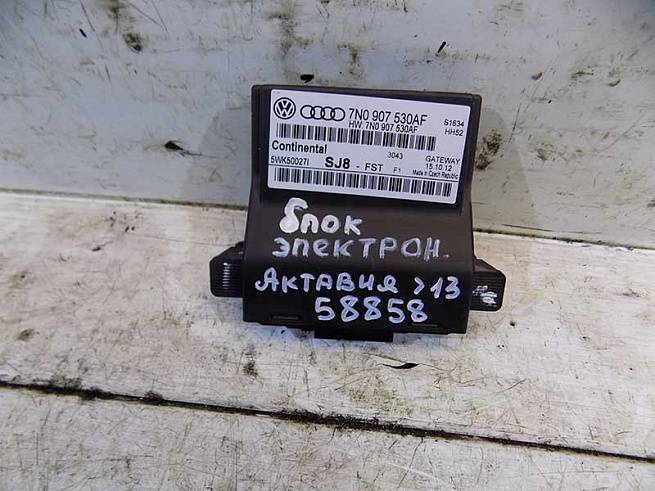 7N0 907 530AF
HW 7N0 907 530AF
S1634
HH52
Continental
3043
GATEWAY
5WK50027I
SJ8 - FST F1
15.10.12
Made in Czech Republic
блок
электрон.
Актавия >13
58858